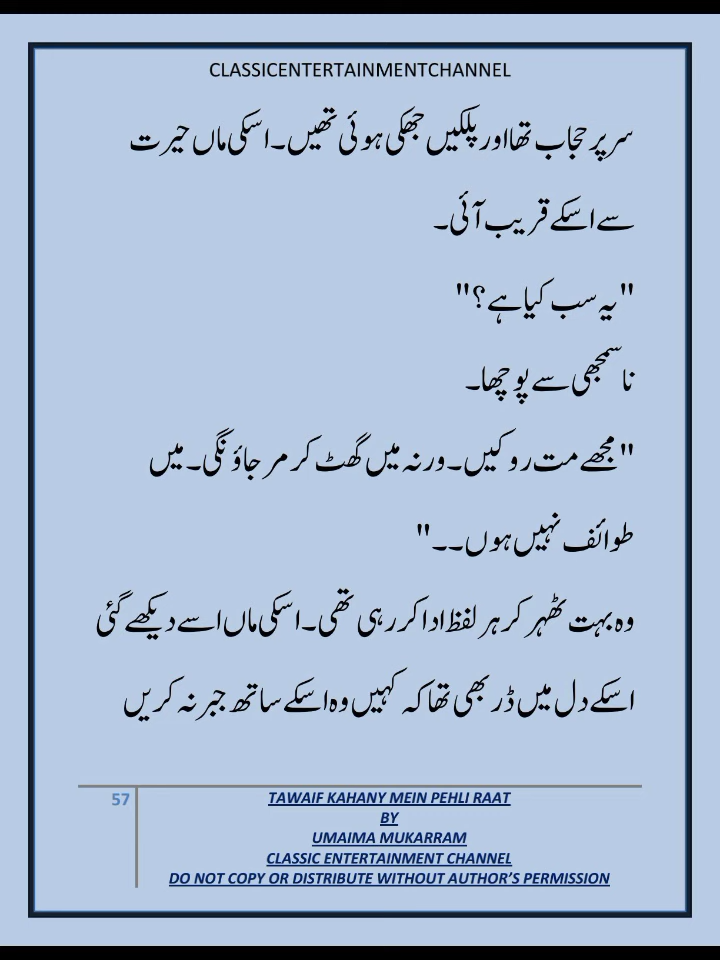 CLASSICENTERTAINMENTCHANNEL
سر پر حجاب تھا اور پلکیں جھکی ہوئی تھیں۔ اسکی ماں حیرت
سے اسکے قریب آئی۔
"یہ سب کیا ہے؟"
نا سمجھی سے پوچھا۔
"مجھے مت روکیں۔ ورنہ میں گھٹ کر مر جاؤنگی۔ میں
طوائف نہیں ہوں۔۔"
وہ بہت ٹھہر کر ہر لفظ ادا کر رہی تھی۔ اسکی ماں اسے دیکھے گئی
اسکے دل میں ڈر بھی تھا کہ کہیں وہ اسکے ساتھ جبر نہ کریں
57
TAWAIF KAHANY MEIN PEHLI RAAT
BY
UMAIMA MUKARRAM
CLASSIC ENTERTAINMENT CHANNEL
DO NOT COPY OR DISTRIBUTE WITHOUT AUTHOR'S PERMISSION